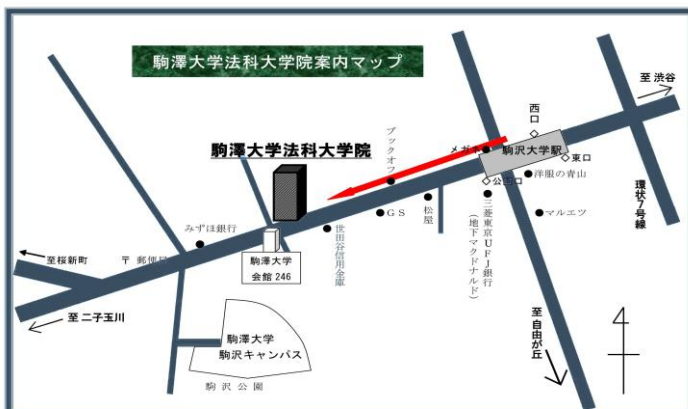 駒澤大学法科大学院案内マップ
至 渋谷
西口
メガネ
駒沢大学駅
東口
洋服の青山
公園口
マルエツ
環状7号線
ブックオフ
駒澤大学法科大学院
松屋
GS
三菱東京UFJ銀行
(地下マクドナルド)
世田谷信用金庫
みずほ銀行
〒 郵便局
駒澤大学
会館 246
至桜新町
至 二子玉川
駒澤大学
駒沢キャンパス
駒沢公園
至 自由が丘
4